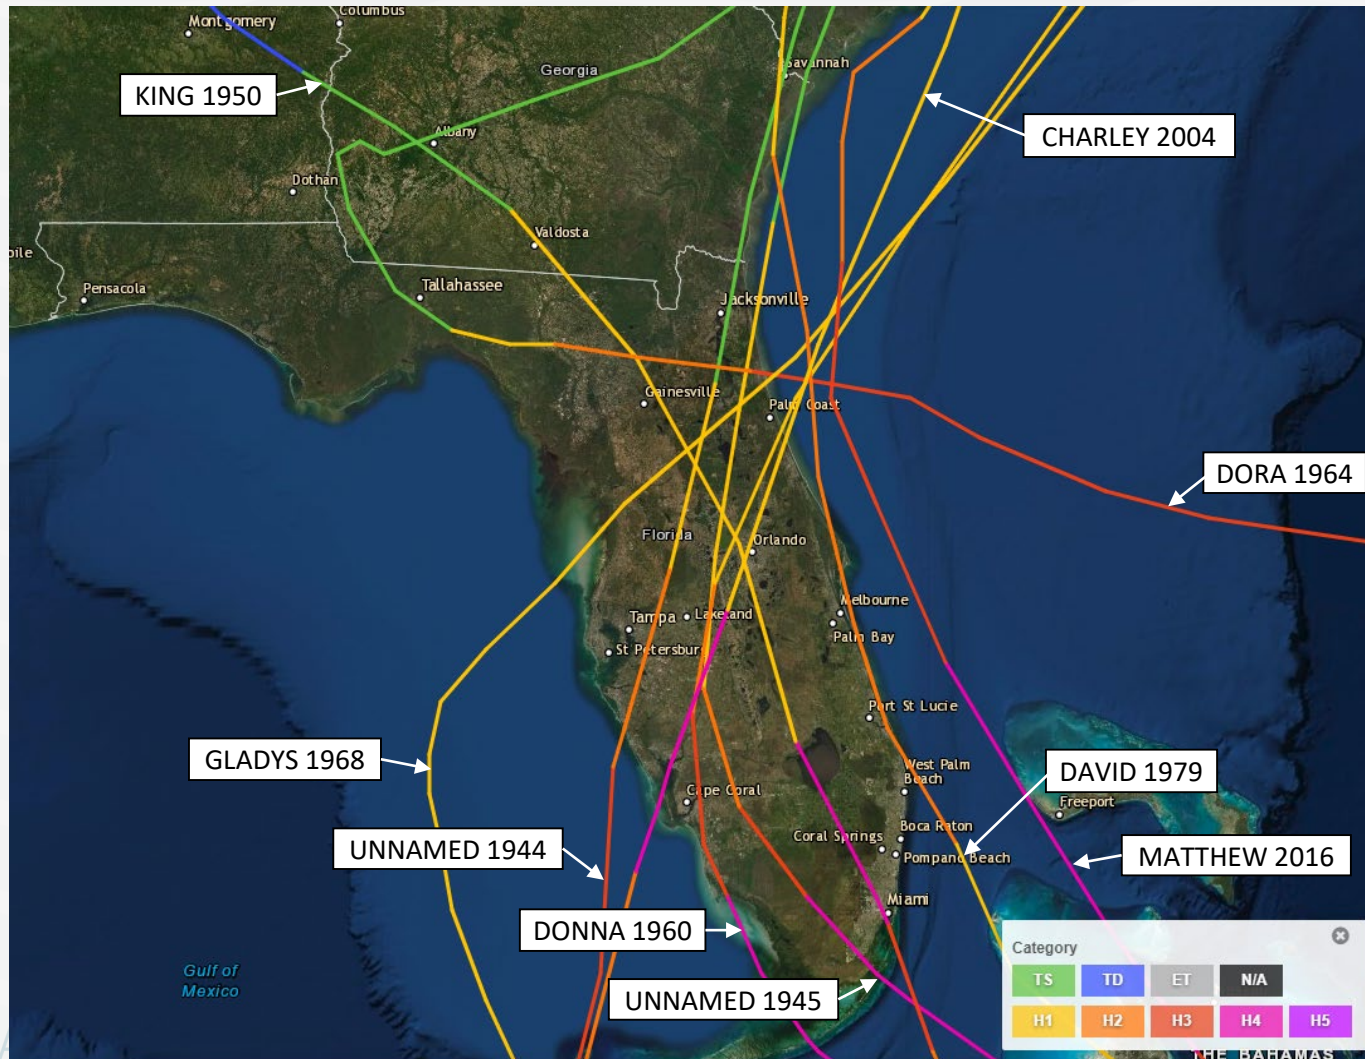 Columbus
Montgomery
Georgia
Savannah
KING 1950
CHARLEY 2004
Albany
Dothan
Valdosta
Pensacola
Tallahassee
Jacksonville
Gainesville
Palm Coast
DORA 1964
Florida
Orlando
Melbourne
Tampa
Lakeland
Palm Bay
St Petersburg
Port St Lucie
GLADYS 1968
West Palm
Beach
DAVID 1979
Cape Coral
Freeport
Coral Springs
Boca Raton
UNNAMED 1944
Pompano Beach
MATTHEW 2016
Miami
DONNA 1960
Category
Gulf of
Mexico
TS TD ET N/A
UNNAMED 1945
H1 H2 H3 H4 H5
THE BAHAMAS